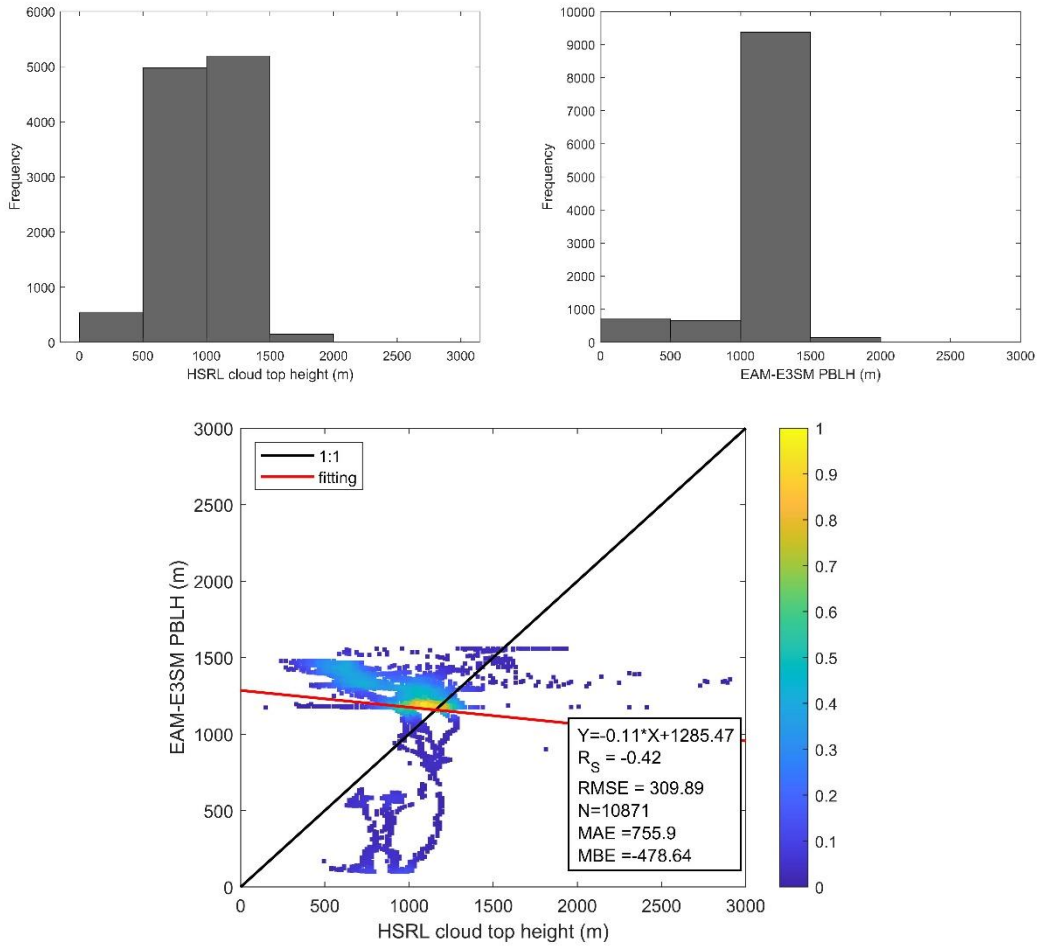 6000
5000
4000
3000
2000
1000
0
Frequency
0 500 1000 1500 2000 2500 3000
HSRL cloud top height (m)
10000
9000
8000
7000
6000
5000
4000
3000
2000
1000
0
Frequency
0 500 1000 1500 2000 2500 3000
EAM-E3SM PBLH (m)
3000
2500
2000
1500
1000
500
0
EAM-E3SM PBLH (m)
1:1
fitting
Y=-0.11*X+1285.47
R_S = -0.42
RMSE = 309.89
N=10871
MAE =755.9
MBE =-478.64
0 500 1000 1500 2000 2500 3000
HSRL cloud top height (m)
1
0.9
0.8
0.7
0.6
0.5
0.4
0.3
0.2
0.1
0